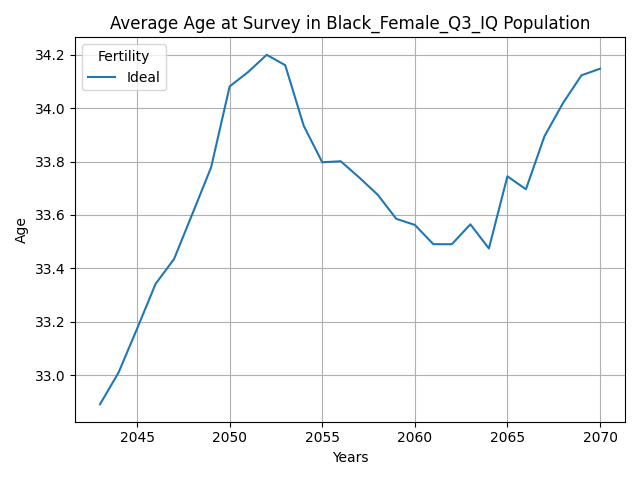 Average Age at Survey in Black_Female_Q3_IQ Population
Fertility
Ideal
34.2
34.0
33.8
33.6
33.4
33.2
33.0
Age
2045 2050 2055 2060 2065 2070
Years